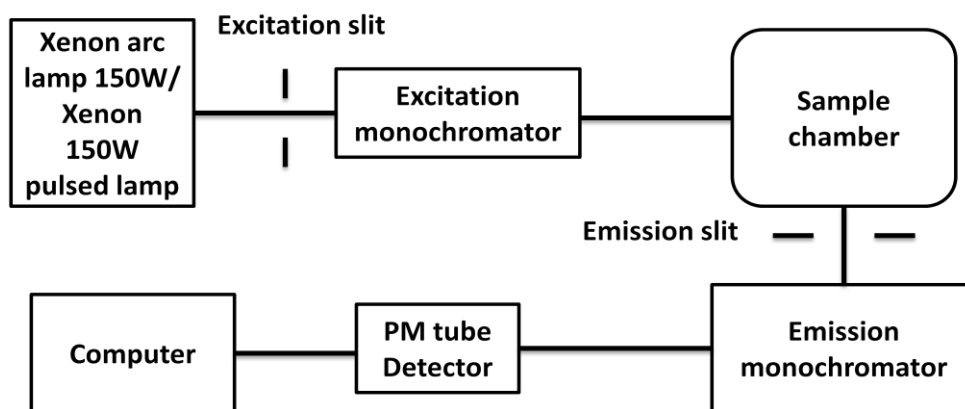 Xenon arc
lamp 150W/
Xenon
150W
pulsed lamp
Excitation slit
Excitation
monochromator
Sample
chamber
Emission slit
Computer
PM tube
Detector
Emission
monochromator